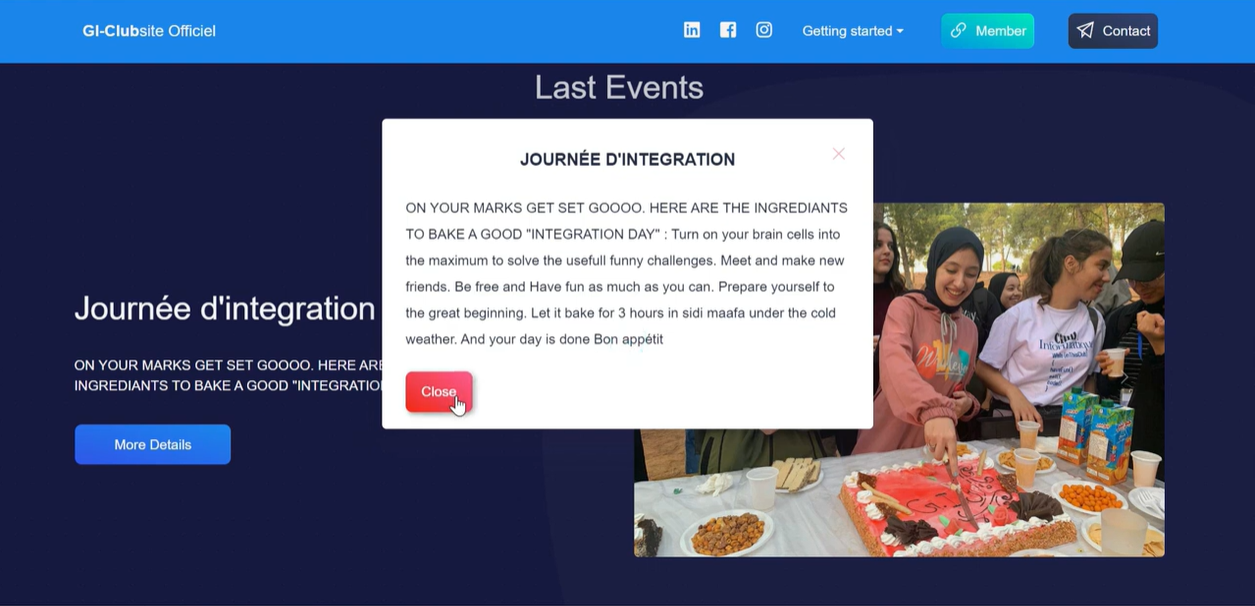 GI-Clubsite Officiel
Getting started
Member
Contact
Last Events
JOURNÉE D'INTEGRATION
ON YOUR MARKS GET SET GOOOO. HERE ARE THE INGREDIANTS
TO BAKE A GOOD "INTEGRATION DAY" : Turn on your brain cells into
the maximum to solve the usefull funny challenges. Meet and make new
friends. Be free and Have fun as much as you can. Prepare yourself to
the great beginning. Let it bake for 3 hours in sidi maafa under the cold
weather. And your day is done Bon appétit
Close
Journée d'integration
ON YOUR MARKS GET SET GOOOO. HERE ARE
INGREDIANTS TO BAKE A GOOD "INTEGRATIO
More Details
Club
Informatique